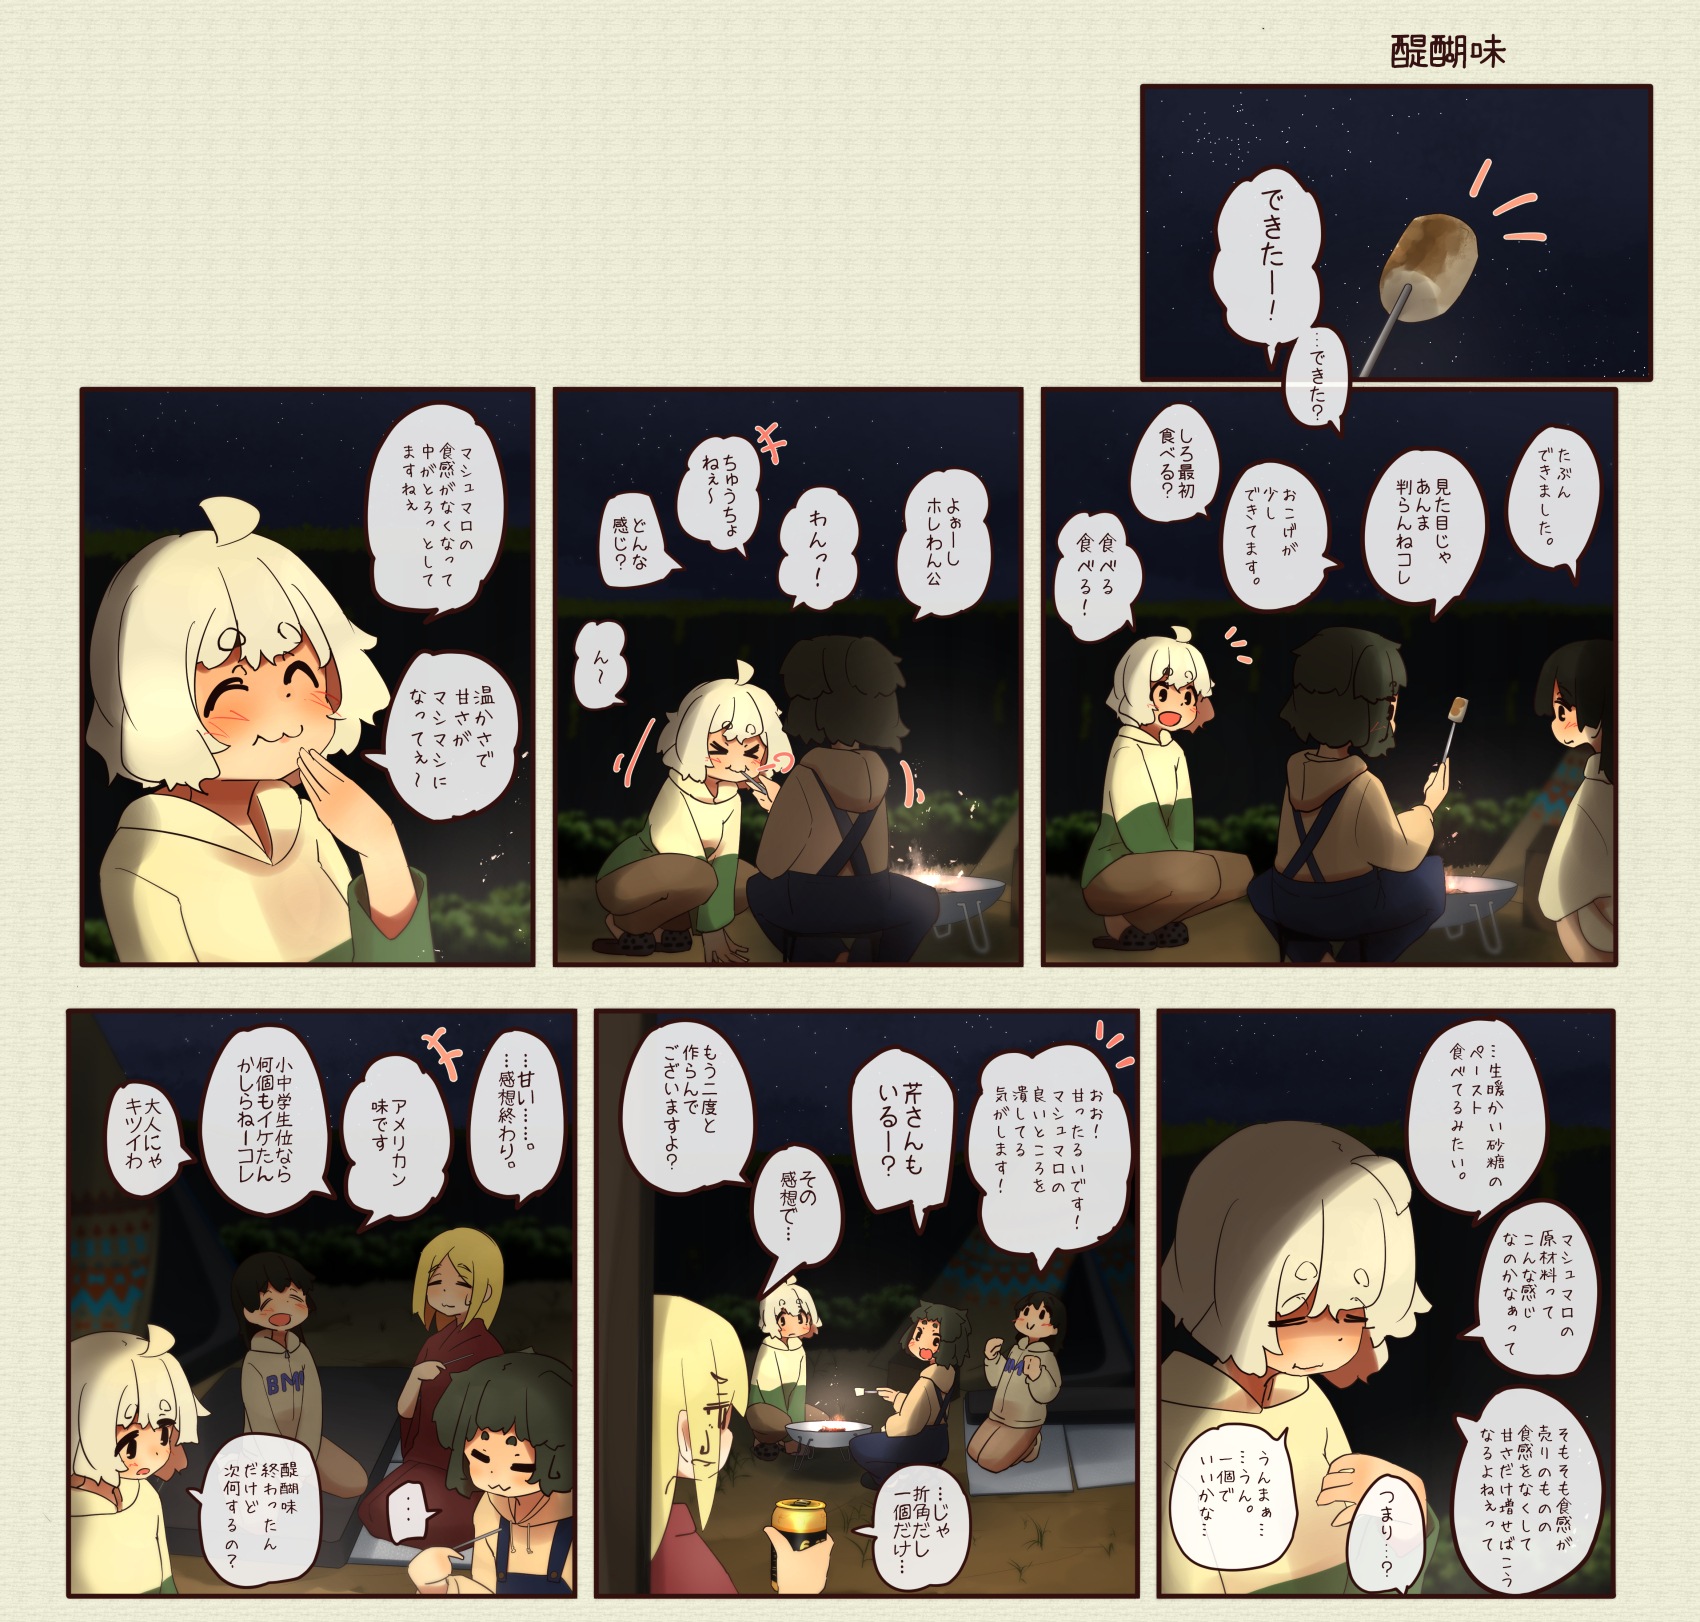 醍醐味
できたー！
…できた？
たぶん
できました。
見た目じゃ
あんま
判らんねコレ
おこげが
少し
できてます。
しろ最初
食べる？
食べる
食べる！
よぉーし
ホレわん公
わんっ！
ちゅうちょ
ねぇ〜
どんな
感じ？
ん〜
マシュマロの
食感がなくなって
中がとろっとして
ますねえ
温かさで
甘さが
マシマシに
なってぇ〜
…生暖かい砂糖の
ペースト
食べてるみたい。
マシュマロの
原材料って
こんな感じ
なのかなぁって
そもそも食感が
売りのものの
食感をなくして
甘さだけ増せばこう
なるよねぇって
つまり…？
うんまぁ…
…うん。
一個で
いいかな…
おお！
甘ったるいです！
マシュマロの
良いところを
潰してる
気がします！
芹さんも
いるー？
もう二度と
作らんで
ございますよ？
その
感想で…
…じゃ
折角だし
一個だけ…
…甘い……。
…感想終わり。
アメリカン
味です
小中学生位なら
何個もイケたん
かしらねーコレ
大人にゃ
キツイわ
BM
醍醐味
終わったん
だけど
次何するの？
…